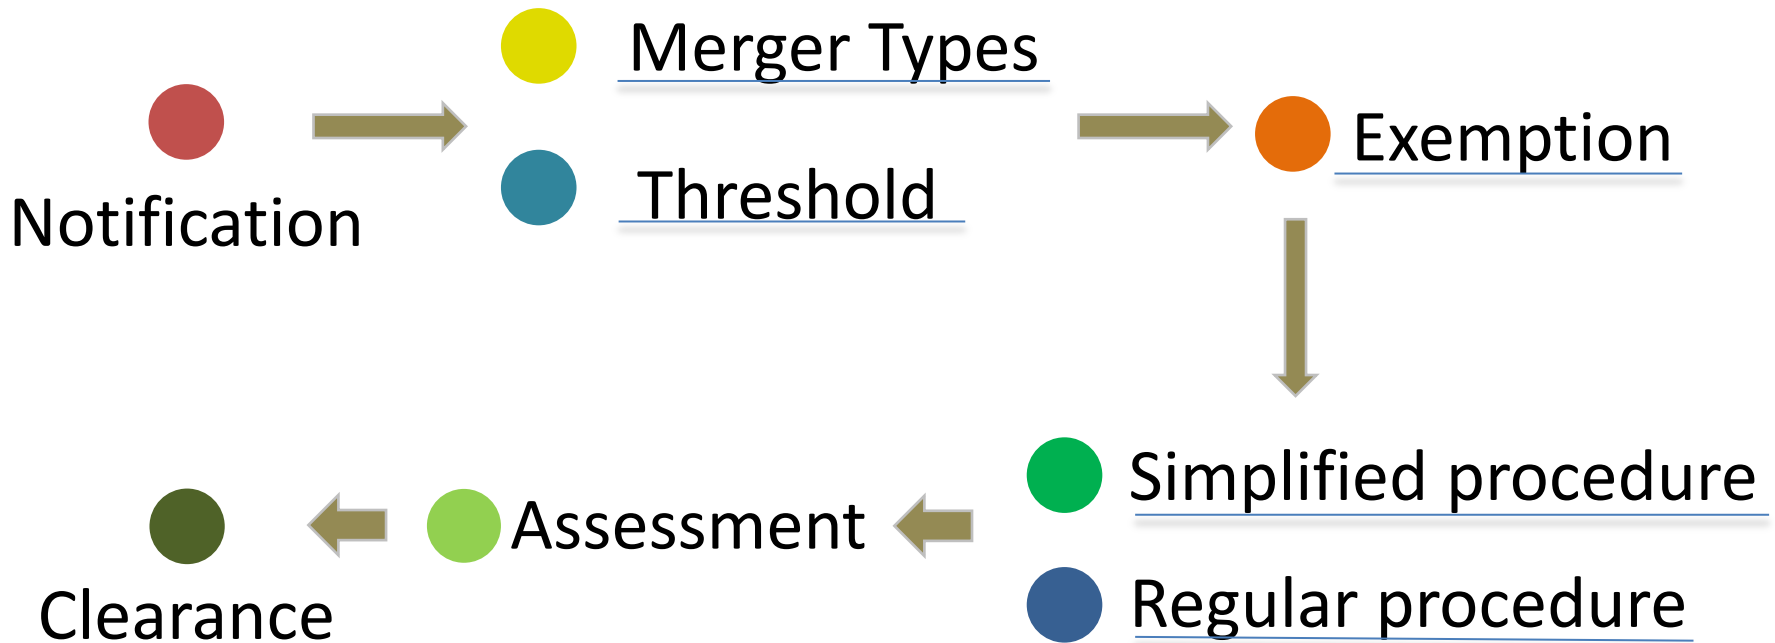 Notification
Merger Types
Threshold
Exemption
Simplified procedure
Regular procedure
Assessment
Clearance